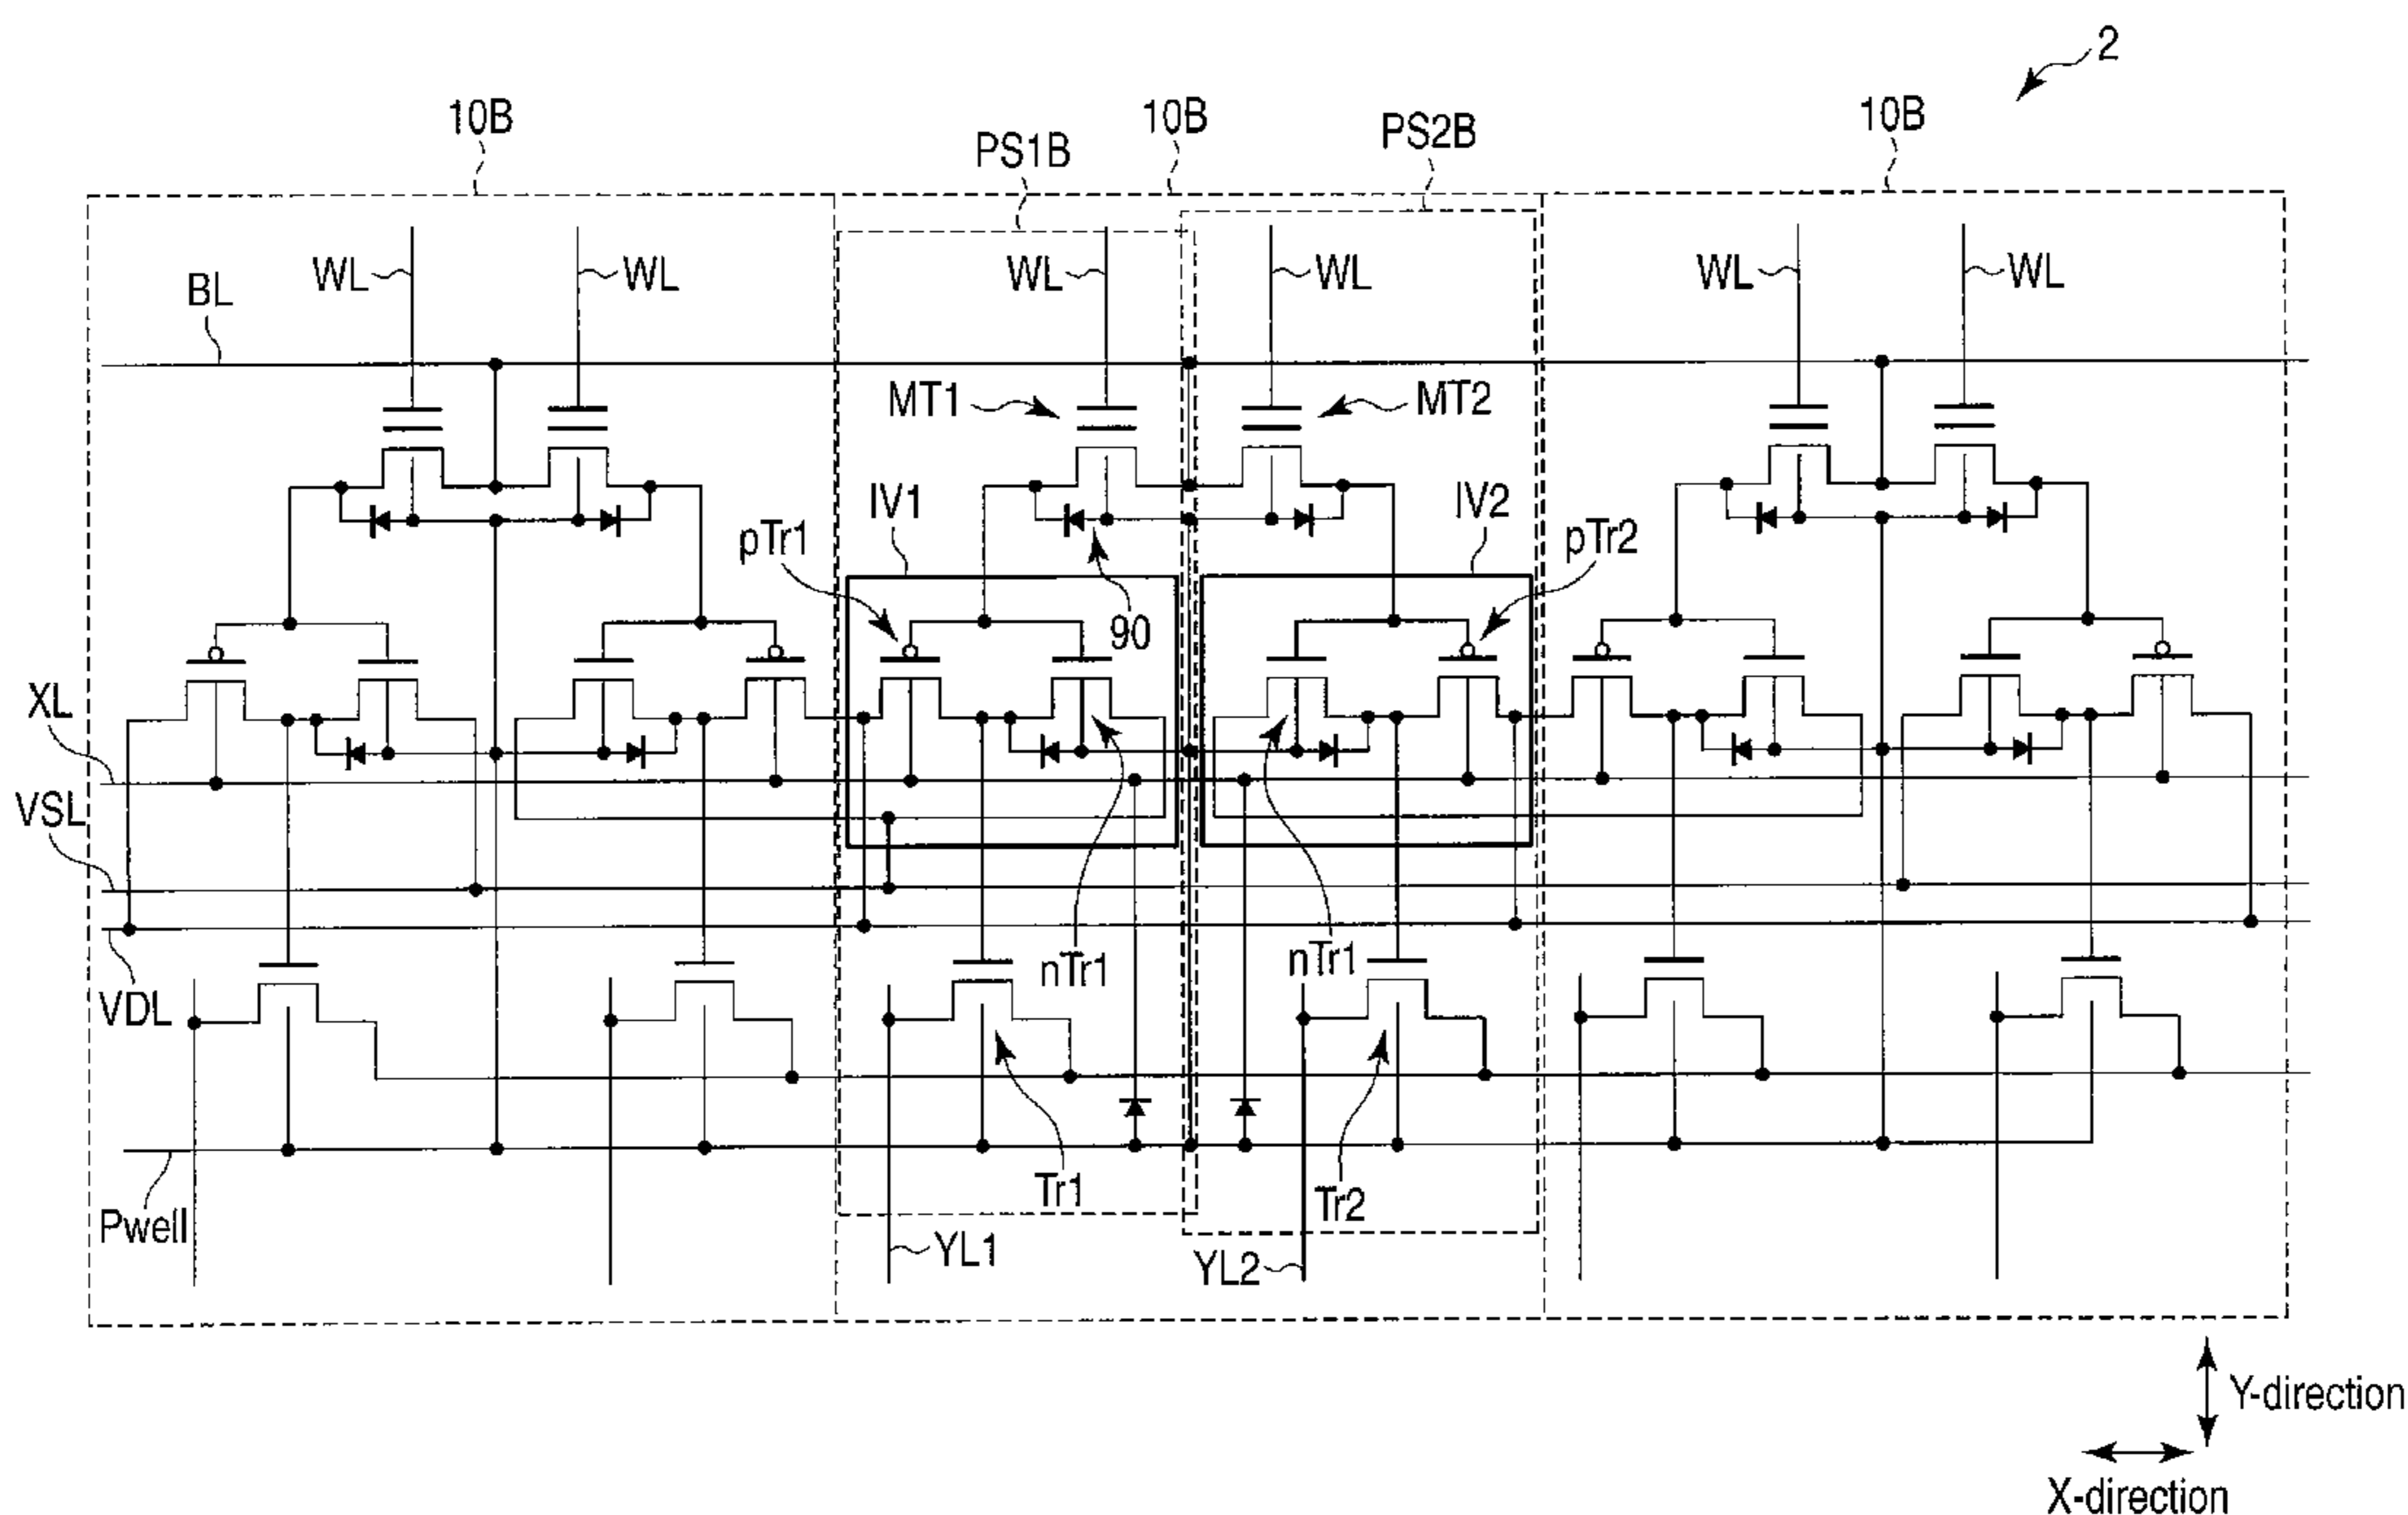 2
10B
PS1B
10B
PS2B
10B
BL
WL
WL
WL
WL
WL
WL
MT1
MT2
IV1
IV2
pTr1
pTr2
90
XL
VSL
VDL
nTr1
nTr1
Pwell
Tr1
Tr2
YL1
YL2
Y-direction
X-direction